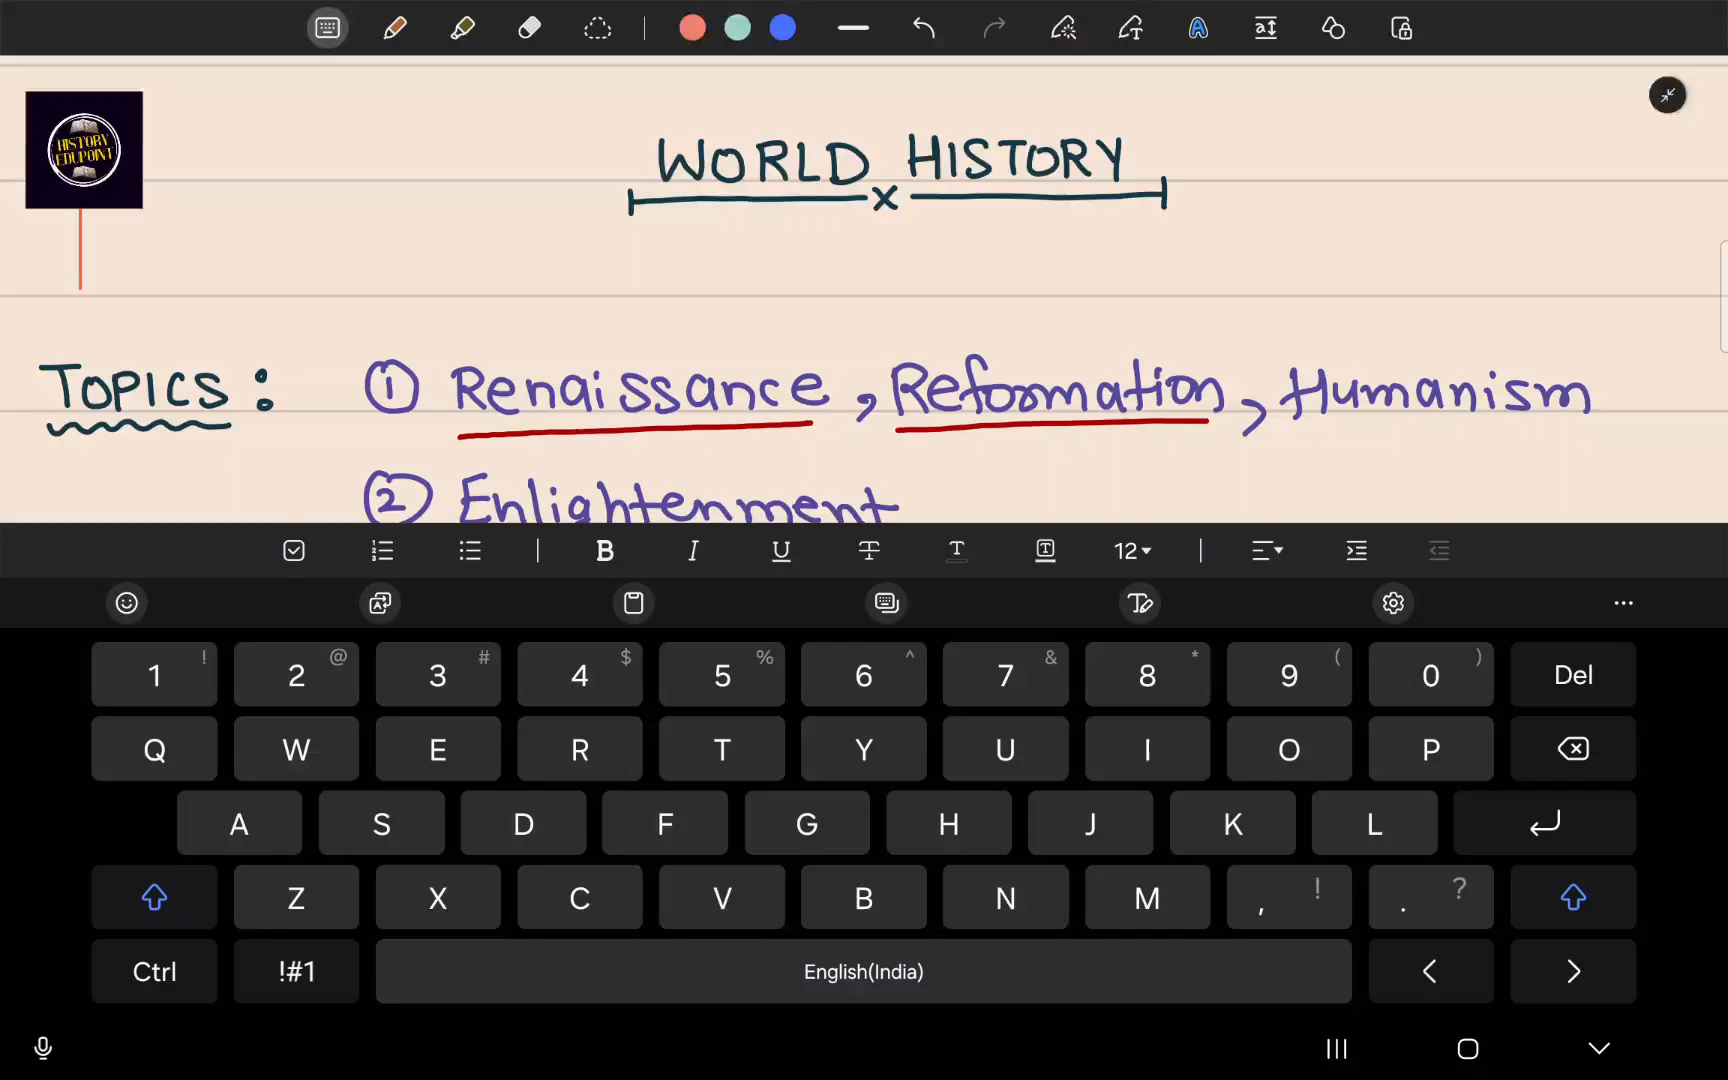 HISTORY
EDUPOINT
WORLD HISTORY
TOPICS : ① Renaissance, Reformation, Humanism
② Enlightenment
B I U T T T 12
1 ! 2 @ 3 # 4 $ 5 % 6 ^ 7 & 8 * 9 ( 0 ) Del
Q W E R T Y U I O P
A S D F G H J K L
Z X C V B N M , ! . ?
Ctrl !#1 English(India) < >